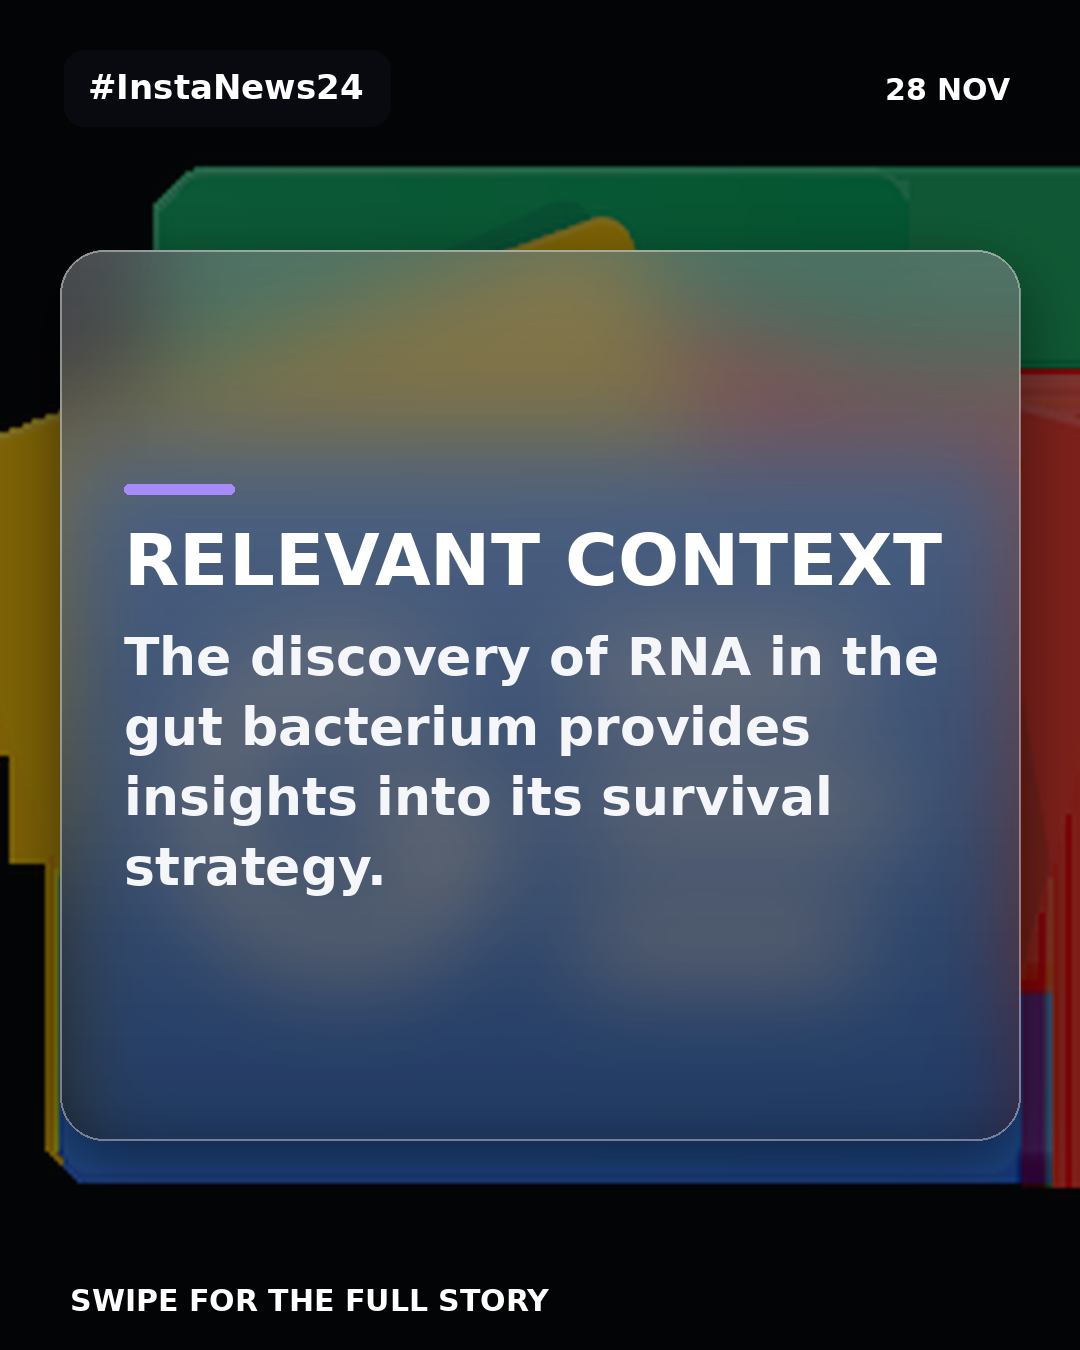 #InstaNews24
28 NOV
RELEVANT CONTEXT
The discovery of RNA in the
gut bacterium provides
insights into its survival
strategy.
SWIPE FOR THE FULL STORY